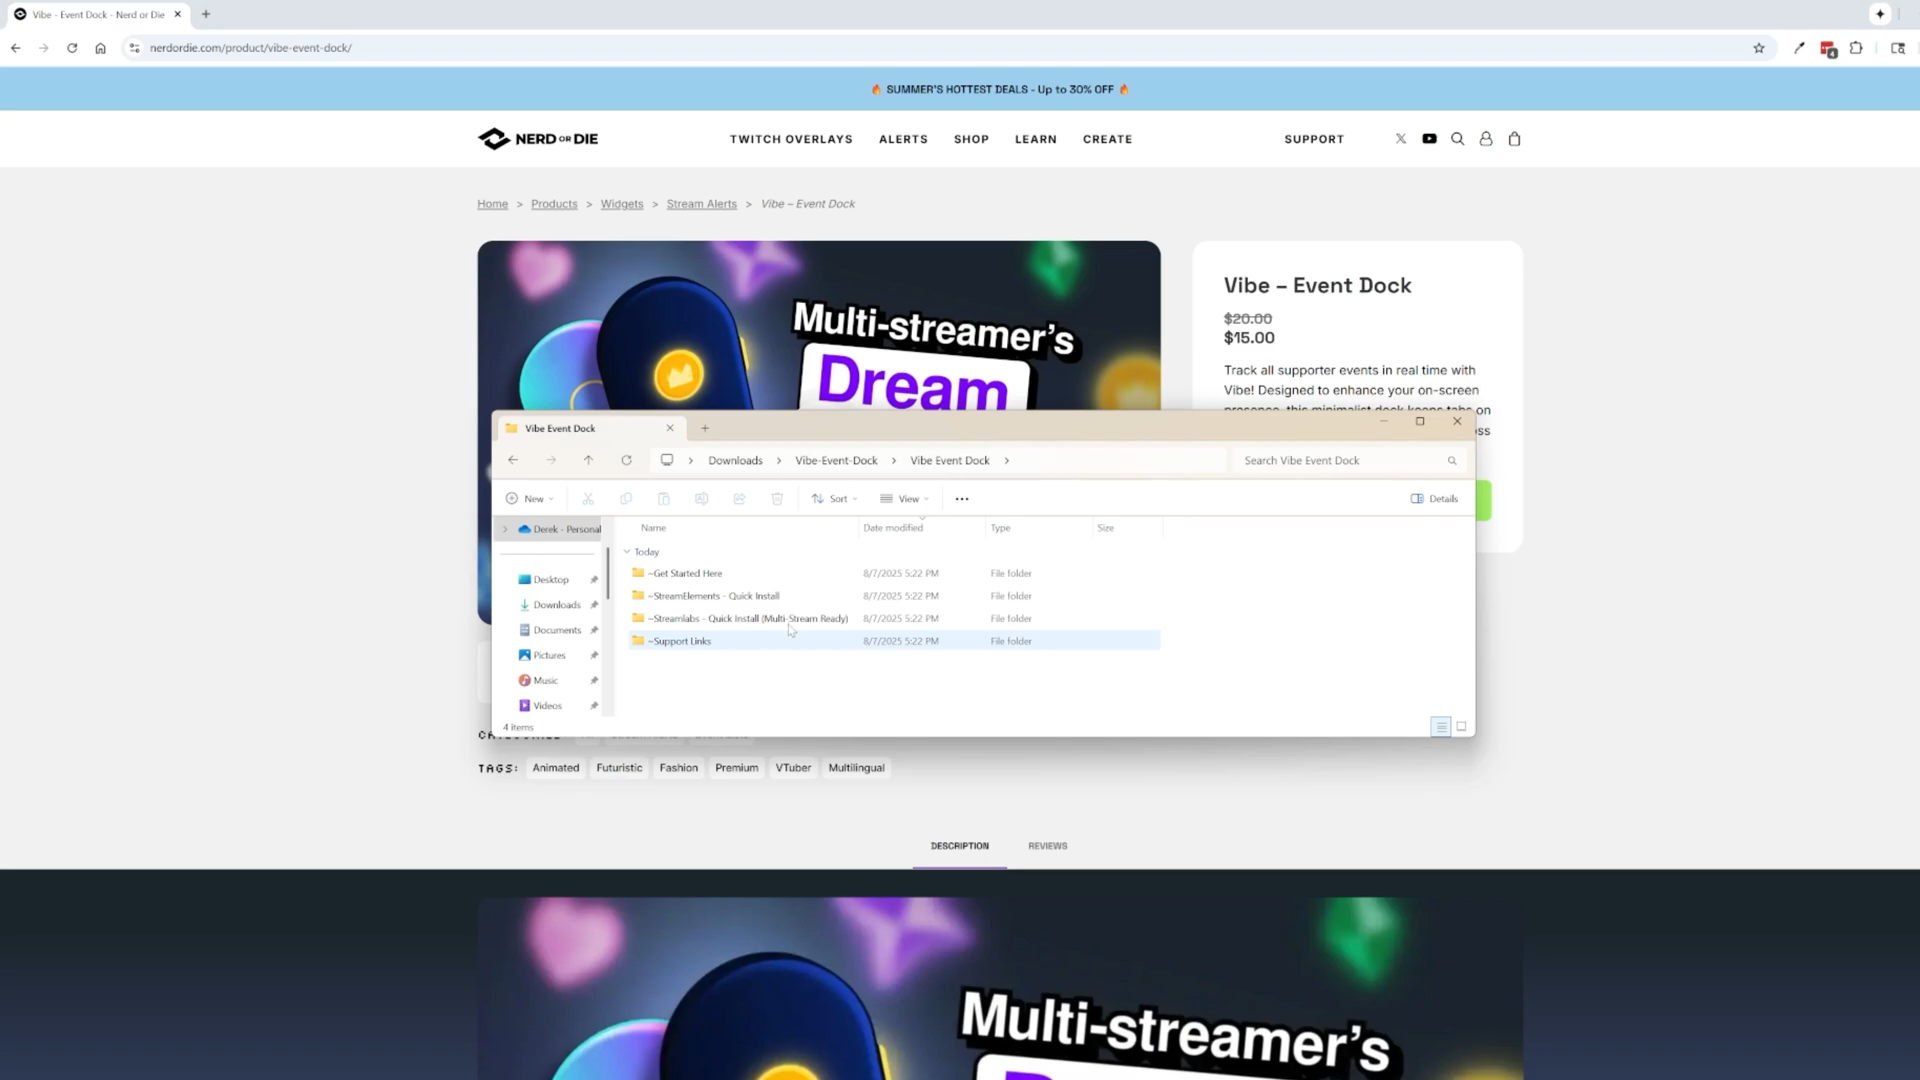 Vibe - Event Dock - Nerd or Die
nerdordie.com/product/vibe-event-dock/
4
🔥 SUMMER'S HOTTEST DEALS - Up to 30% OFF 🔥
NERD OR DIE
TWITCH OVERLAYS ALERTS SHOP LEARN CREATE SUPPORT
Home > Products > Widgets > Stream Alerts > Vibe – Event Dock
Multi-streamer's
Dream
Vibe – Event Dock
$20.00
$15.00
Track all supporter events in real time with
Vibe! Designed to enhance your on-screen
Vibe Event Dock
Downloads > Vibe-Event-Dock > Vibe Event Dock >
Search Vibe Event Dock
New Sort View ... Details
Name Date modified Type Size
Derek - Personal
Today
~Get Started Here 8/7/2025 5:22 PM File folder
~StreamElements - Quick Install 8/7/2025 5:22 PM File folder
~Streamlabs - Quick Install (Multi-Stream Ready) 8/7/2025 5:22 PM File folder
~Support Links 8/7/2025 5:22 PM File folder
Desktop
Downloads
Documents
Pictures
Music
Videos
4 items
TAGS: Animated Futuristic Fashion Premium VTuber Multilingual
DESCRIPTION REVIEWS
Multi-streamer's